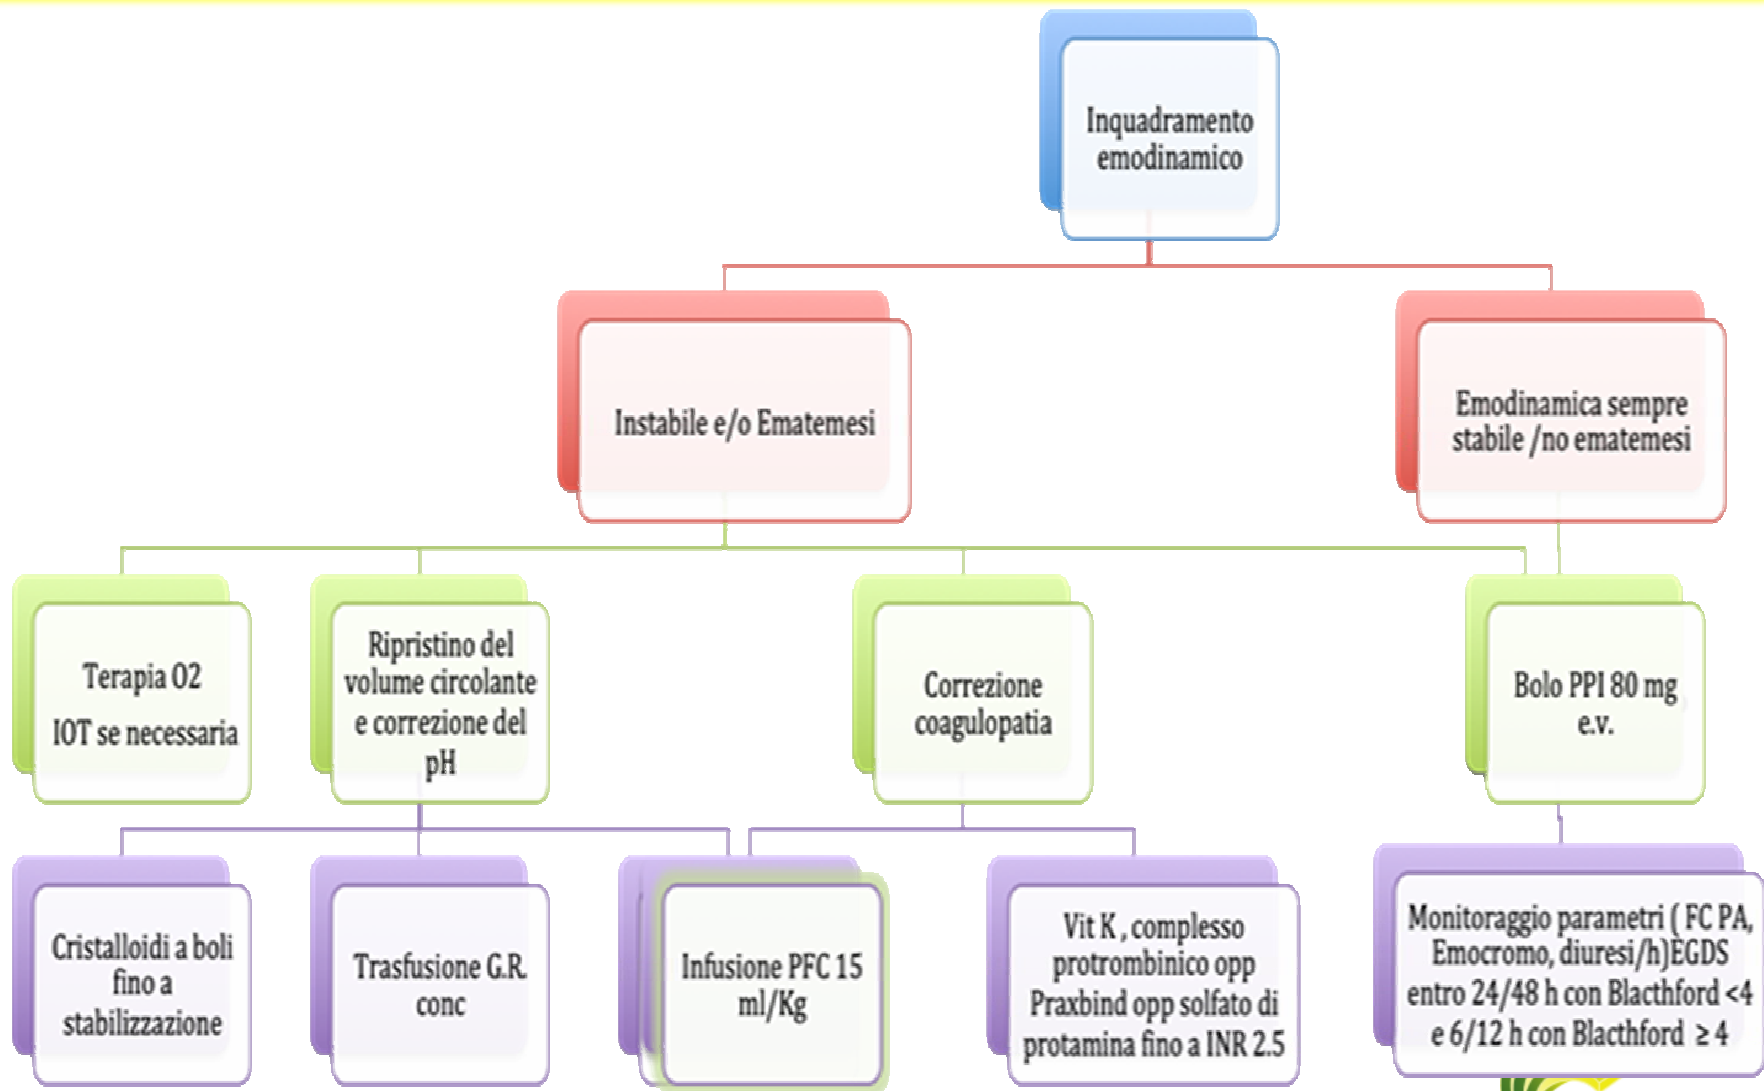 Inquadramento
emodinamico
Instabile e/o Ematemesi
Emodinamica sempre
stabile /no ematemesi
Terapia O2
IOT se necessaria
Ripristino del
volume circolante
e correzione del
pH
Correzione
coagulopatia
Bolo PPI 80 mg
e.v.
Cristalloidi a boli
fino a
stabilizzazione
Trasfusione G.R.
conc
Infusione PFC 15
ml/Kg
Vit K , complesso
protrombinico opp
Praxbind opp solfato di
protamina fino a INR 2.5
Monitoraggio parametri ( FC PA,
Emocromo, diuresi/h)EGDS
entro 24/48 h con Blacthford <4
e 6/12 h con Blacthford ≥ 4